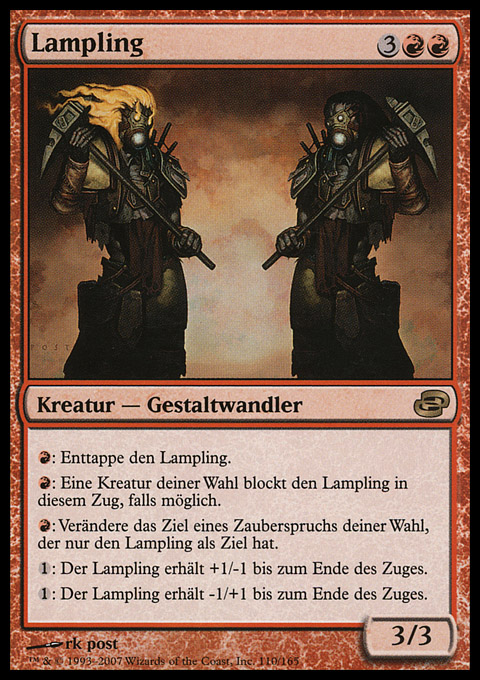 Lampling 3
POST
Kreatur — Gestaltwandler
: Enttappe den Lampling.
: Eine Kreatur deiner Wahl blockt den Lampling in
diesem Zug, falls möglich.
: Verändere das Ziel eines Zauberspruchs deiner Wahl,
der nur den Lampling als Ziel hat.
1: Der Lampling erhält +1/-1 bis zum Ende des Zuges.
1: Der Lampling erhält -1/+1 bis zum Ende des Zuges.
3/3
rk post
™ & © 1993–2007 Wizards of the Coast, Inc. 110/165